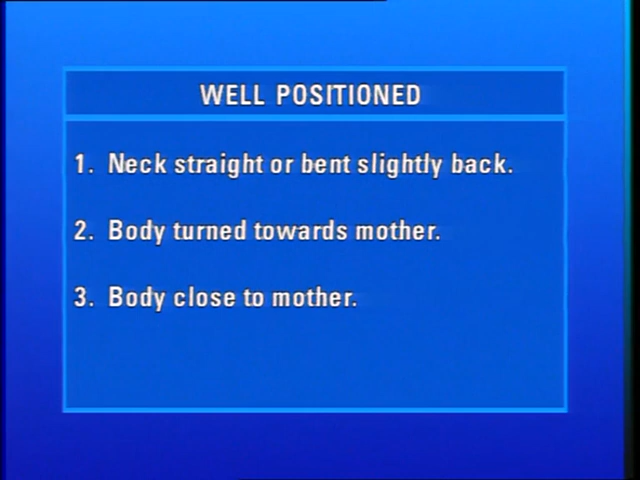 WELL POSITIONED
1. Neck straight or bent slightly back.
2. Body turned towards mother.
3. Body close to mother.